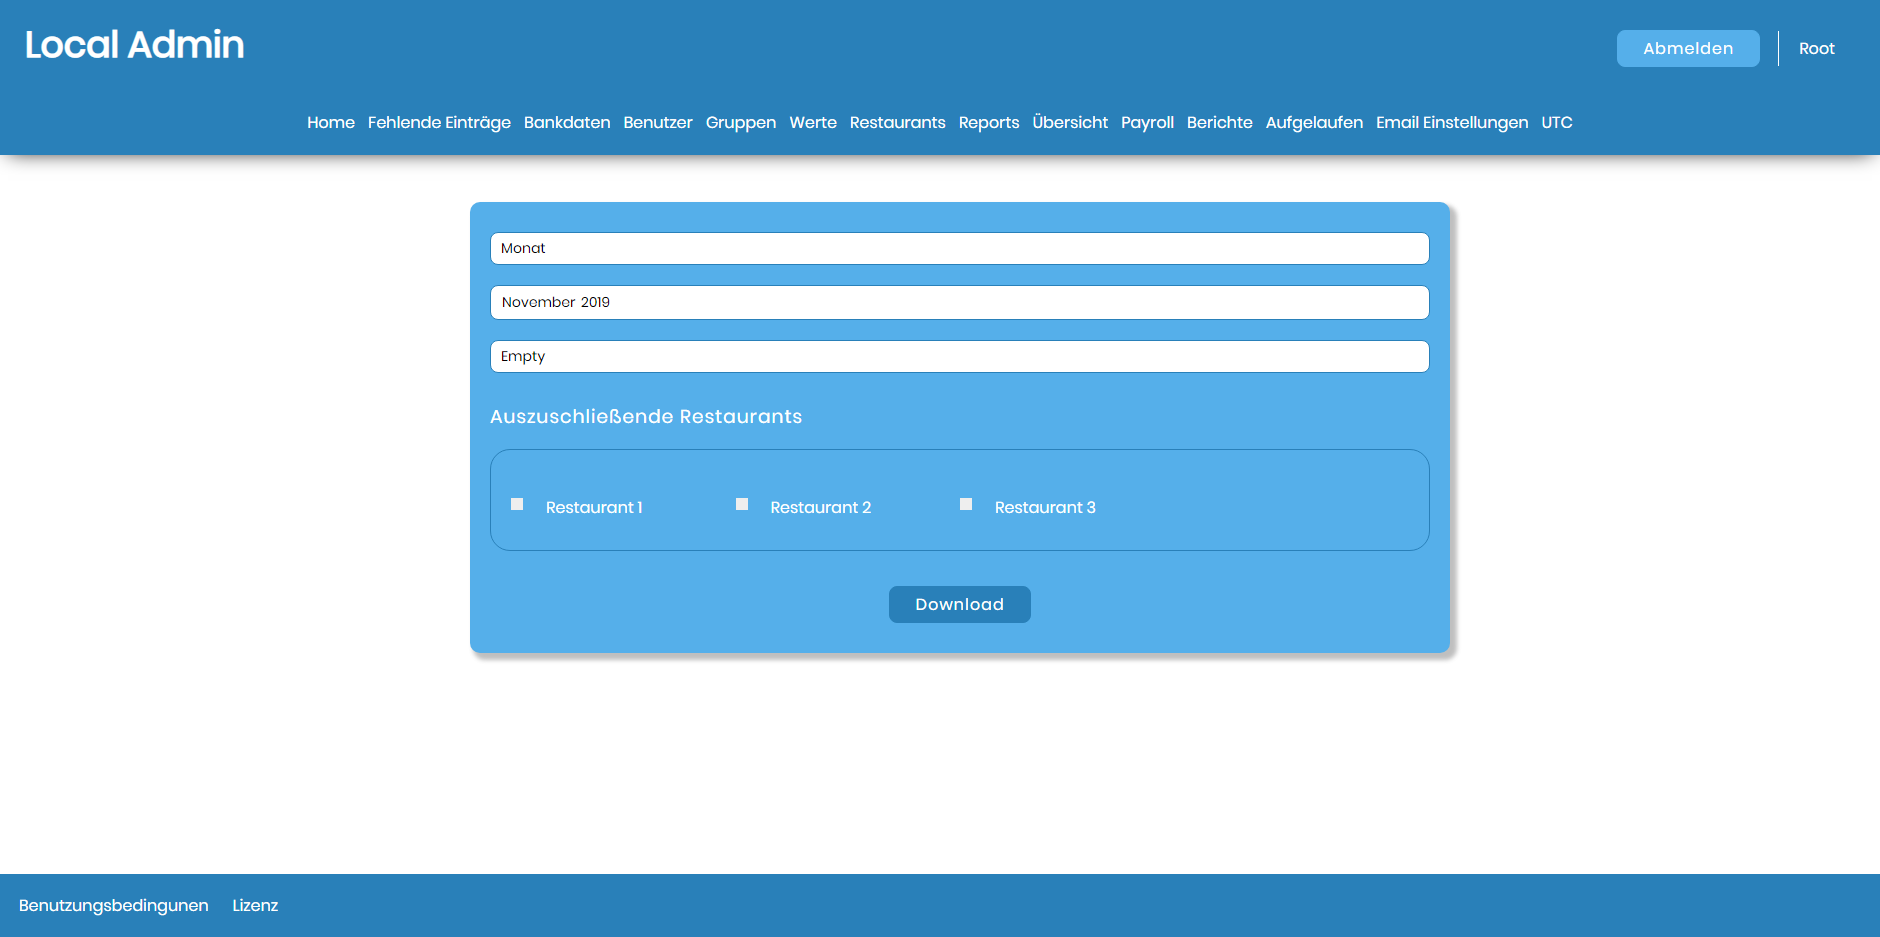 Local Admin
Abmelden
Root
Home Fehlende Einträge Bankdaten Benutzer Gruppen Werte Restaurants Reports Übersicht Payroll Berichte Aufgelaufen Email Einstellungen UTC
Monat
November 2019
Empty
Auszuschließende Restaurants
Restaurant 1 Restaurant 2 Restaurant 3
Download
Benutzungsbedingunen Lizenz